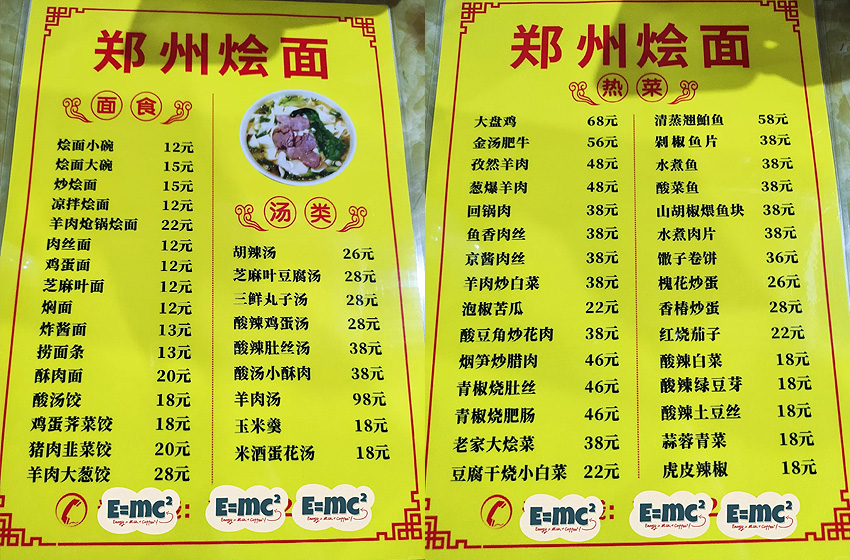 郑州烩面
面食
烩面小碗 12元
烩面大碗 15元
炒烩面 15元
凉拌烩面 12元
羊肉炝锅烩面 22元
肉丝面 12元
鸡蛋面 12元
芝麻叶面 12元
焖面 12元
炸酱面 13元
捞面条 13元
酥肉面 20元
酸汤饺 18元
鸡蛋荠菜饺 18元
猪肉韭菜饺 20元
羊肉大葱饺 28元
汤类
胡辣汤 26元
芝麻叶豆腐汤 28元
三鲜丸子汤 28元
酸辣鸡蛋汤 28元
酸辣肚丝汤 38元
酸汤小酥肉 38元
羊肉汤 98元
玉米羹 18元
米酒蛋花汤 18元
E=mc²
Energy = Milk + Coffee²!
E=mc²
Energy = Milk + Coffee²!
E=mc²
Energy = Milk + Coffee²!
郑州烩面
热菜
大盘鸡 68元
金汤肥牛 56元
孜然羊肉 48元
葱爆羊肉 48元
回锅肉 38元
鱼香肉丝 38元
京酱肉丝 38元
羊肉炒白菜 38元
泡椒苦瓜 22元
酸豆角炒花肉 38元
烟笋炒腊肉 46元
青椒烧肚丝 46元
青椒烧肥肠 46元
老家大烩菜 38元
豆腐干烧小白菜 22元
清蒸翘鲌鱼 58元
剁椒鱼片 38元
水煮鱼 38元
酸菜鱼 38元
山胡椒煨鱼块 38元
水煮肉片 38元
馓子卷饼 36元
槐花炒蛋 26元
香椿炒蛋 28元
红烧茄子 22元
酸辣白菜 18元
酸辣绿豆芽 18元
酸辣土豆丝 18元
蒜蓉青菜 18元
虎皮辣椒 18元
E=mc²
Energy = Milk + Coffee²!
E=mc²
Energy = Milk + Coffee²!
E=mc²
Energy = Milk + Coffee²!